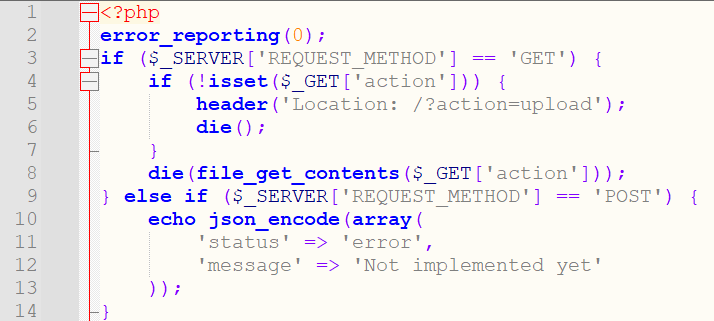 1 <?php
2 error_reporting(0);
3 if ($_SERVER['REQUEST_METHOD'] == 'GET') {
4     if (!isset($_GET['action'])) {
5         header('Location: /?action=upload');
6         die();
7     }
8     die(file_get_contents($_GET['action']));
9 } else if ($_SERVER['REQUEST_METHOD'] == 'POST') {
10     echo json_encode(array(
11         'status' => 'error',
12         'message' => 'Not implemented yet'
13     ));
14 }